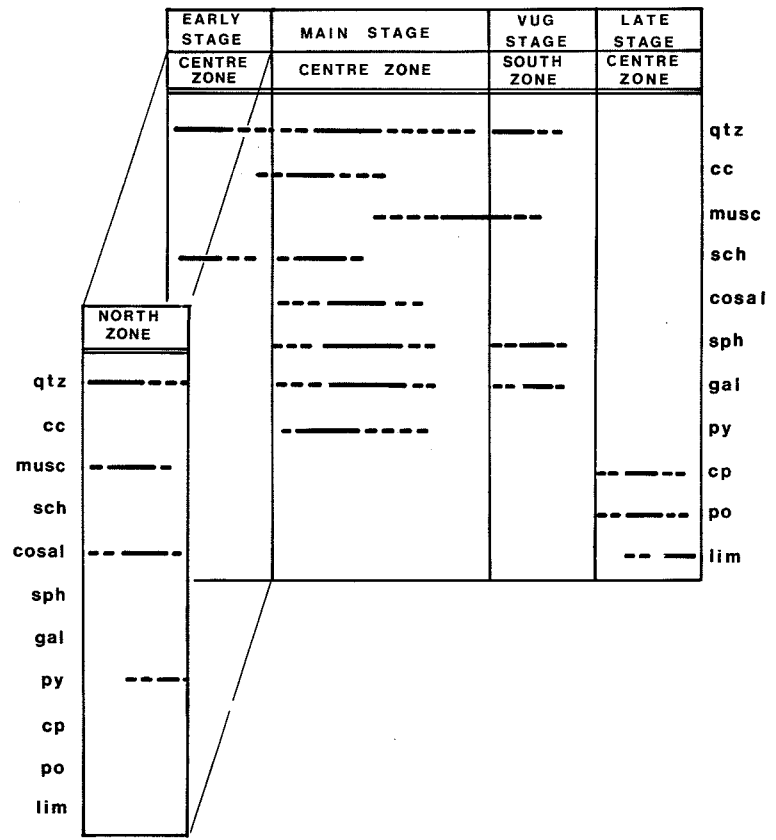 EARLY STAGE
MAIN STAGE
VUG STAGE
LATE STAGE
CENTRE ZONE
CENTRE ZONE
SOUTH ZONE
CENTRE ZONE
qtz
cc
musc
sch
cosal
sph
gal
py
cp
po
lim
NORTH ZONE
qtz
cc
musc
sch
cosal
sph
gal
py
cp
po
lim